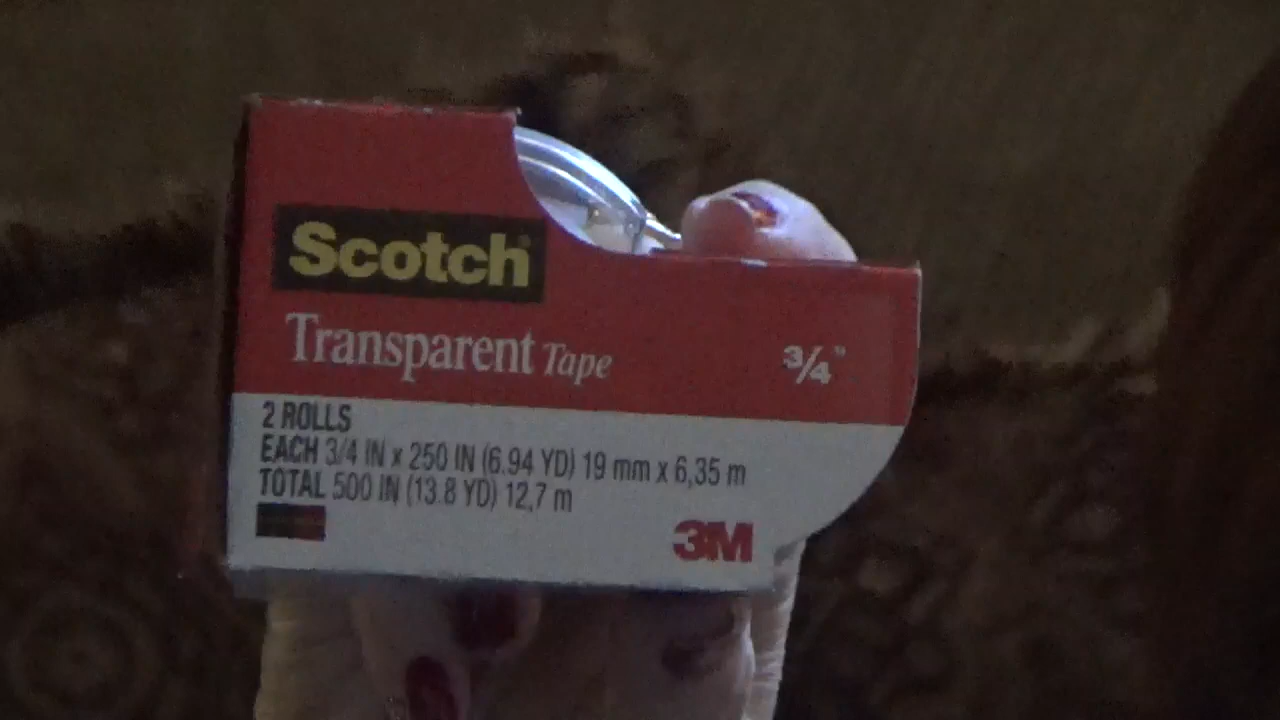 Scotch®
Transparent Tape
3/4"
2 ROLLS
EACH 3/4 IN x 250 IN (6.94 YD) 19 mm x 6,35 m
TOTAL 500 IN (13.8 YD) 12,7 m
3M